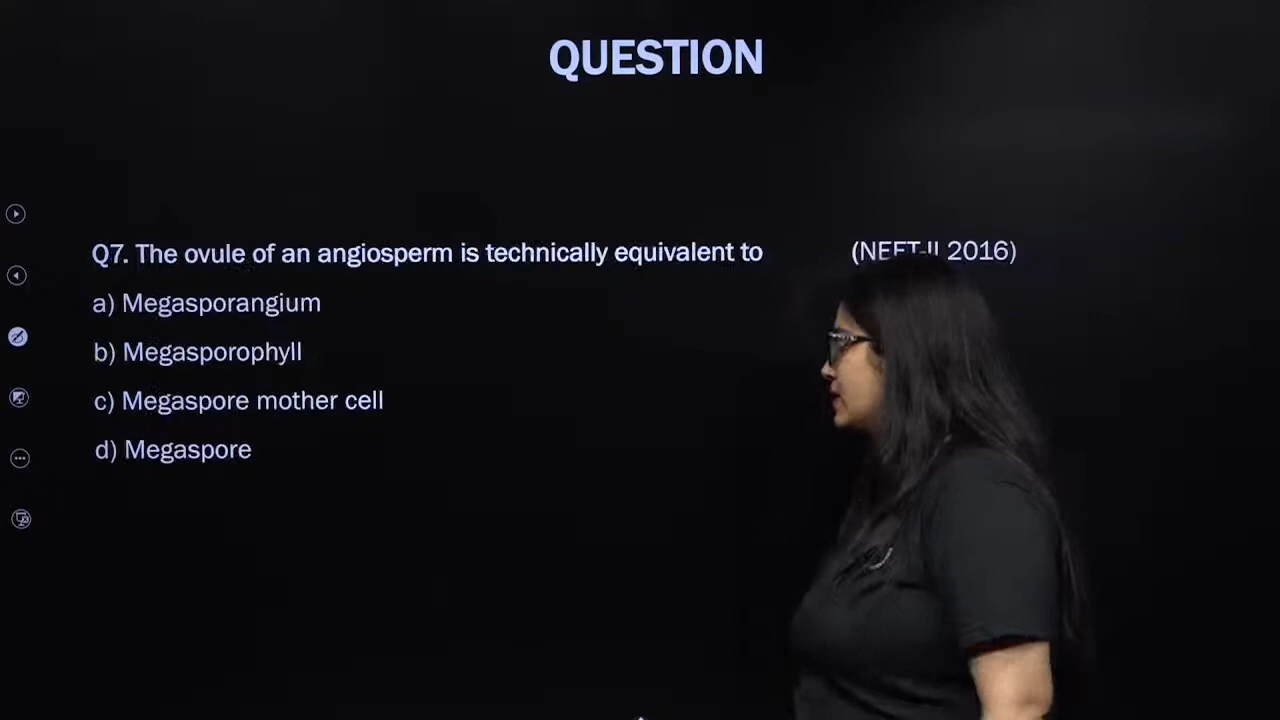 QUESTION
Q7. The ovule of an angiosperm is technically equivalent to (NEET-II 2016)
a) Megasporangium
b) Megasporophyll
c) Megaspore mother cell
d) Megaspore